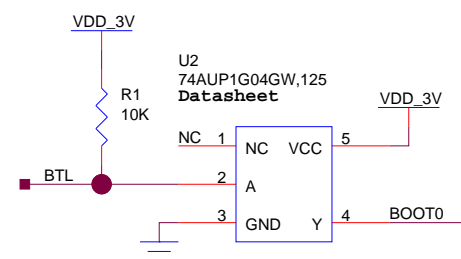 VDD_3V
U2
74AUP1G04GW,125
Datasheet
R1
10K
VDD_3V
NC 1 NC VCC 5
BTL 2 A
3 GND Y 4 BOOT0